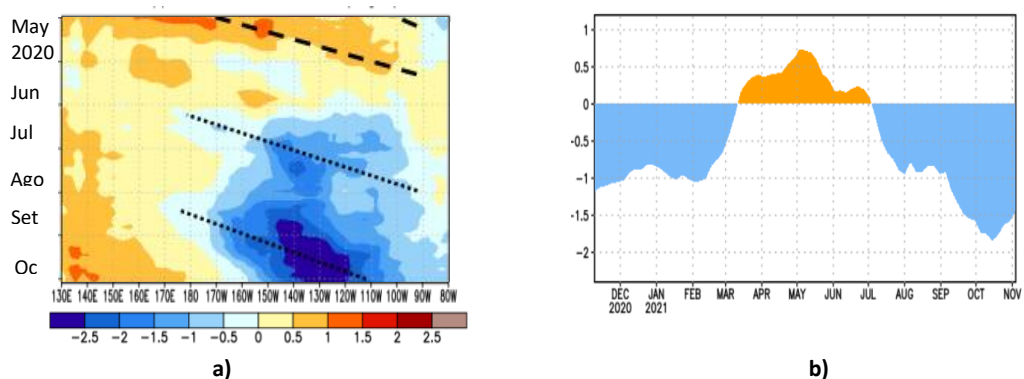 May
2020
Jun
Jul
Ago
Set
Oc
130E 140E 150E 160E 170E 180 170W 160W 150W 140W 130W 120W 110W 100W 90W 80W
-2.5 -2 -1.5 -1 -0.5 0 0.5 1 1.5 2 2.5
a)
1
0.5
0
-0.5
-1
-1.5
-2
DEC JAN FEB MAR APR MAY JUN JUL AUG SEP OCT NOV
2020 2021
b)